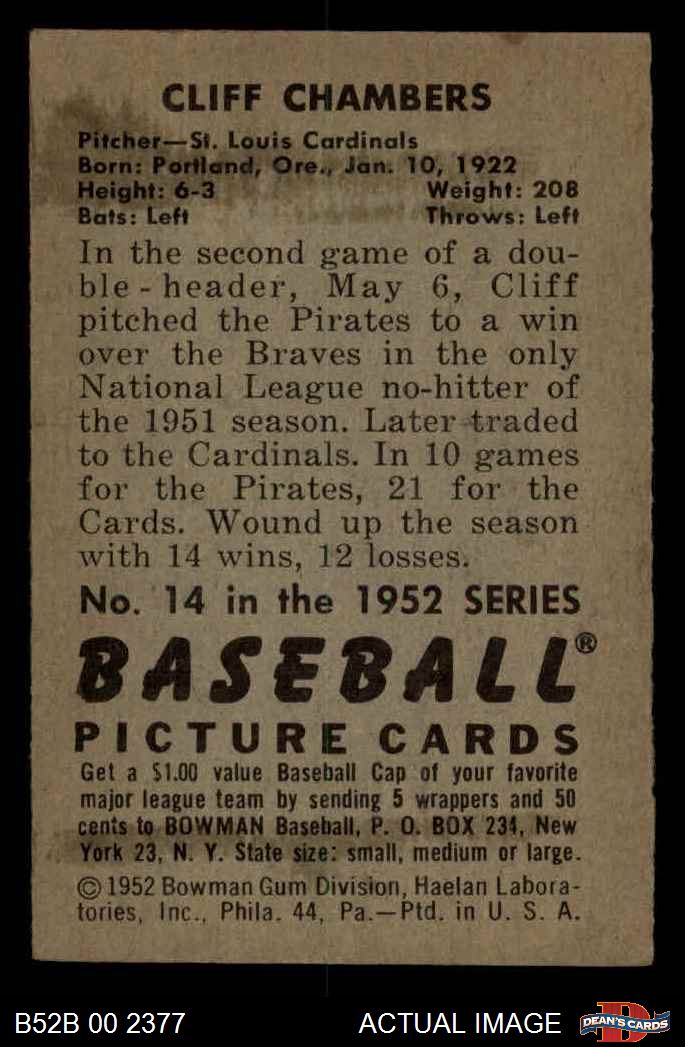 CLIFF CHAMBERS
Pitcher—St. Louis Cardinals
Born: Portland, Ore., Jan. 10, 1922
Height: 6-3 Weight: 208
Bats: Left Throws: Left
In the second game of a dou-
ble-header, May 6, Cliff
pitched the Pirates to a win
over the Braves in the only
National League no-hitter of
the 1951 season. Later traded
to the Cardinals. In 10 games
for the Pirates, 21 for the
Cards. Wound up the season
with 14 wins, 12 losses.
No. 14 in the 1952 SERIES
BASEBALL®
PICTURE CARDS
Get a $1.00 value Baseball Cap of your favorite
major league team by sending 5 wrappers and 50
cents to BOWMAN Baseball, P. O. BOX 234, New
York 23, N. Y. State size: small, medium or large.
© 1952 Bowman Gum Division, Haelan Labora-
tories, Inc., Phila. 44, Pa.—Ptd. in U. S. A.
B52B 00 2377 ACTUAL IMAGE DEAN'S CARDS